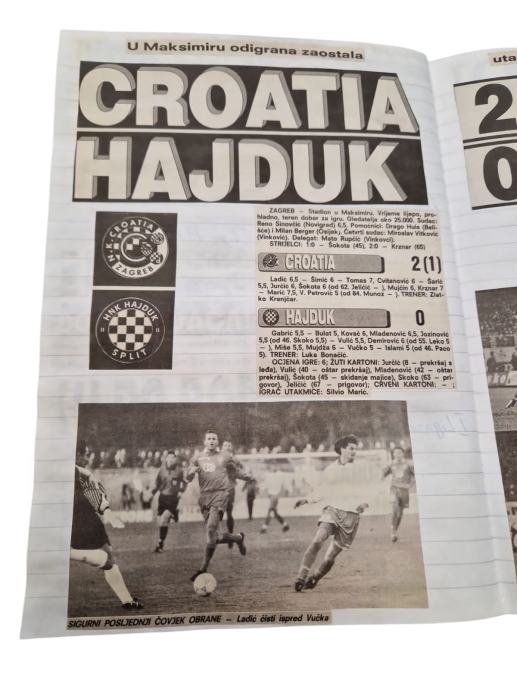 U Maksimiru odigrana zaostala
uta
CROATIA
HAJDUK
2
0
N.K. CROATIA
ZAGREB
HNK HAJDUK
SPLIT
ZAGREB – Stadion u Maksimiru. Vrijeme lijepo, pro-
hladno, teren dobar za igru. Gledatelja oko 25.000. Sudac:
Reno Sinovčić (Novigrad) 6,5. Pomoćnici: Drago Huis (Beli-
šće) i Milan Berger (Osijek), Četvrti sudac: Miroslav Vitković
(Vinkovic). Delegat: Mato Rupčić (Vinkovci).
STRIJELCI: 1:0 – Šokota (45), 2:0 – Krznar (65)
CROATIA 2(1)
Ladić 6,5 – Šimić 6 – Tomas 7, Cvitanović 6 – Šarić
5,5, Jurčić 6, Šokota 6 (od 62. Jeličić – ), Mujčin 6, Krznar 7
– Marić 7,5, V. Petrović 5 (od 84. Munoz – ). TRENER: Zlat-
ko Kranjčar.
HAJDUK 0
Gabrić 5,5 – Bulat 5, Kovač 6, Mladenović 6,5, Jozinović
5,5 (od 46. Skoko 5,5) – Vulić 5,5, Demirović 6 (od 55. Leko 5
– ), Miše 5,5, Mujdža 6 – Vučko 5 – Islami 5 (od 46. Paco
5). TRENER: Luka Bonačić.
OCJENA IGRE: 6; ŽUTI KARTONI: Jurčić (8 – prekršaj s
leđa), Vulić (40 – oštar prekršaj), Mladenović (42 – oštar
prekršaj), Šokota (45 – skidanje majice), Skoko (63 – pri-
govor), Jeličić (67 – prigovor); CRVENI KARTONI: –
IGRAČ UTAKMICE: Silvio Marić.
SIGURNI POSLJEDNJI ČOVJEK OBRANE – Ladić čisti ispred Vučka